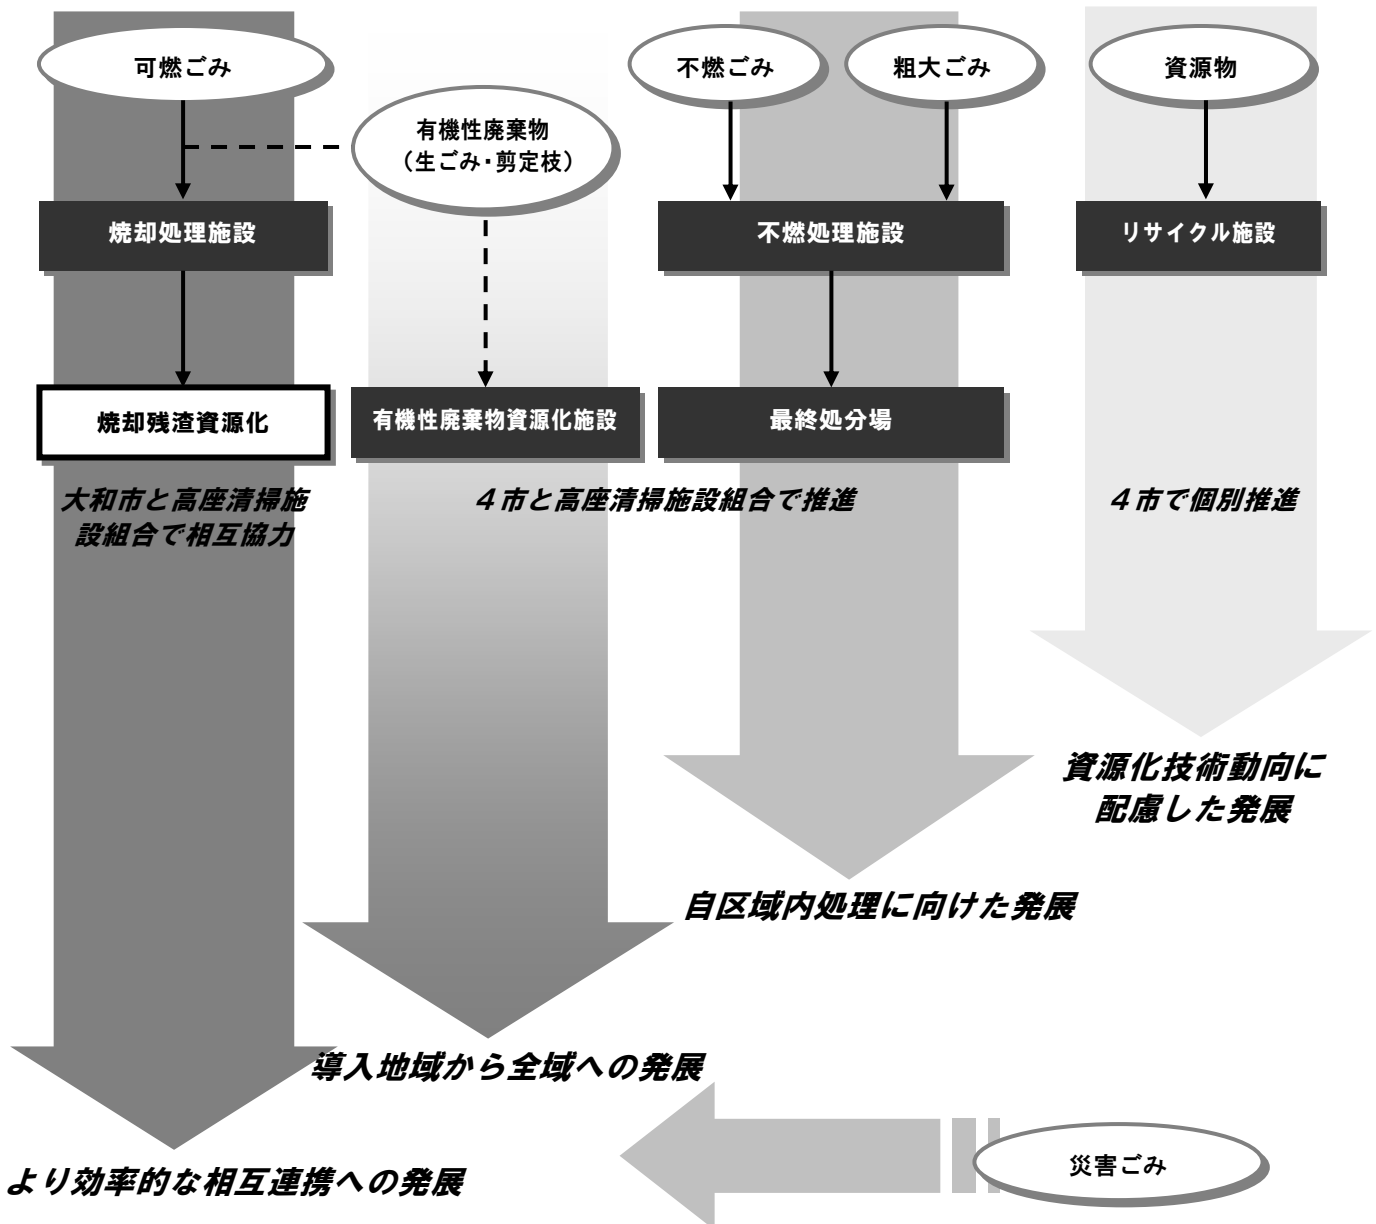 可燃ごみ
不燃ごみ
粗大ごみ
資源物
有機性廃棄物
（生ごみ・剪定枝）
焼却処理施設
不燃処理施設
リサイクル施設
焼却残渣資源化
有機性廃棄物資源化施設
最終処分場
大和市と高座清掃施
設組合で相互協力
４市と高座清掃施設組合で推進
４市で個別推進
資源化技術動向に
配慮した発展
自区域内処理に向けた発展
導入地域から全域への発展
災害ごみ
より効率的な相互連携への発展